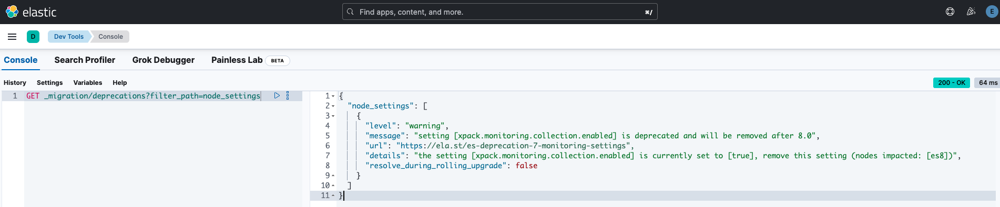 elastic
Find apps, content, and more.
⌘/
E
D
Dev Tools
Console
Console
Search Profiler
Grok Debugger
Painless Lab
BETA
History
Settings
Variables
Help
200 - OK
64 ms
1 GET _migration/deprecations?filter_path=node_settings
1 {
2 "node_settings": [
3 {
4 "level": "warning",
5 "message": "setting [xpack.monitoring.collection.enabled] is deprecated and will be removed after 8.0",
6 "url": "https://ela.st/es-deprecation-7-monitoring-settings",
7 "details": "the setting [xpack.monitoring.collection.enabled] is currently set to [true], remove this setting (nodes impacted: [es8])",
8 "resolve_during_rolling_upgrade": false
9 }
10 ]
11 }